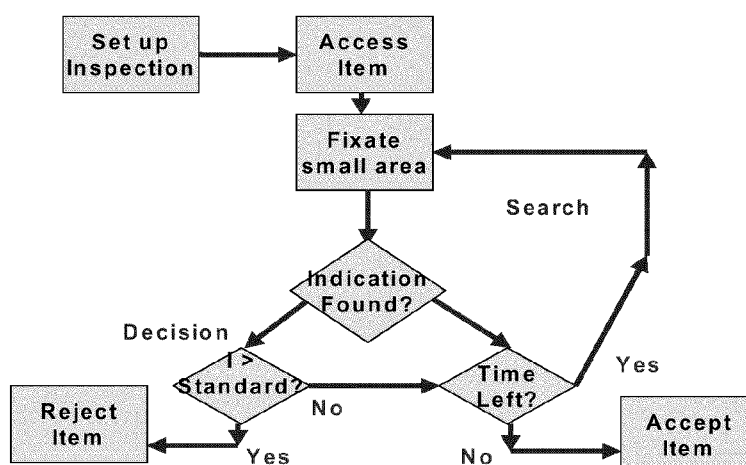 Set up
Inspection
Access
Item
Fixate
small area
Search
Indication
Found?
Decision
I >
Standard?
Time
Left?
Yes
No
Reject
Item
Yes
No
Accept
Item